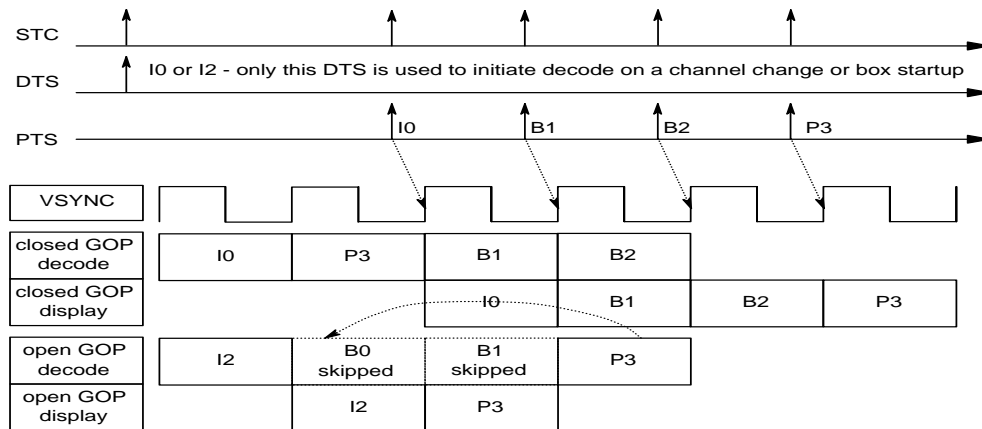 STC
I0 or I2 - only this DTS is used to initiate decode on a channel change or box startup
DTS
I0 B1 B2 P3
PTS
VSYNC
closed GOP
decode
I0 P3 B1 B2
closed GOP
display
I0 B1 B2 P3
open GOP
decode
I2 B0
skipped B1
skipped P3
open GOP
display
I2 P3